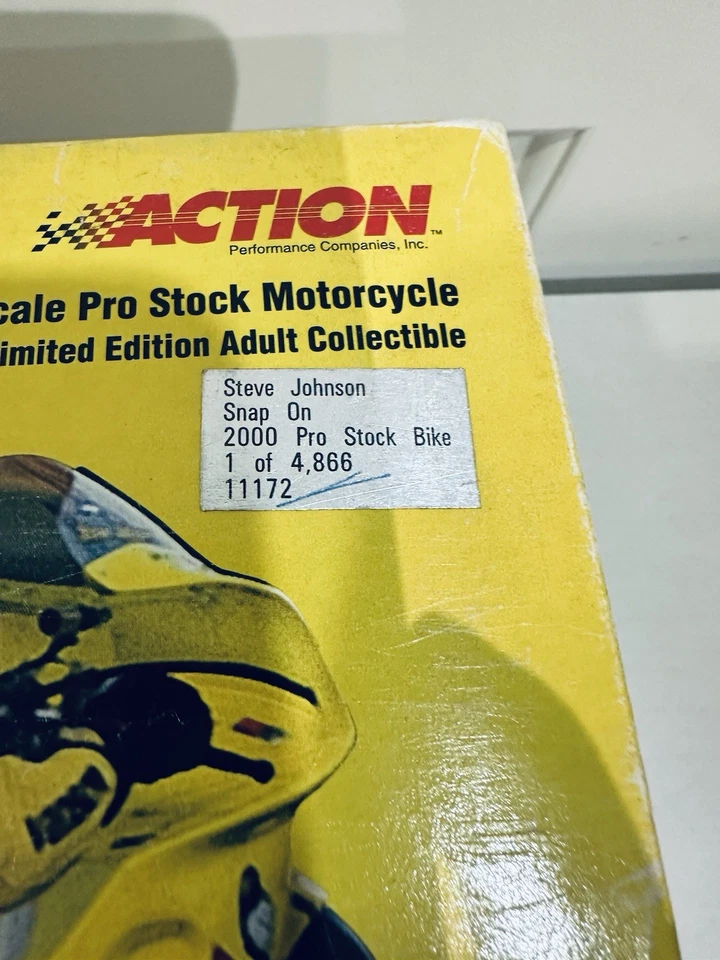 ACTION™
Performance Companies, Inc.
cale Pro Stock Motorcycle
imited Edition Adult Collectible
Steve Johnson
Snap On
2000 Pro Stock Bike
1 of 4,866
11172